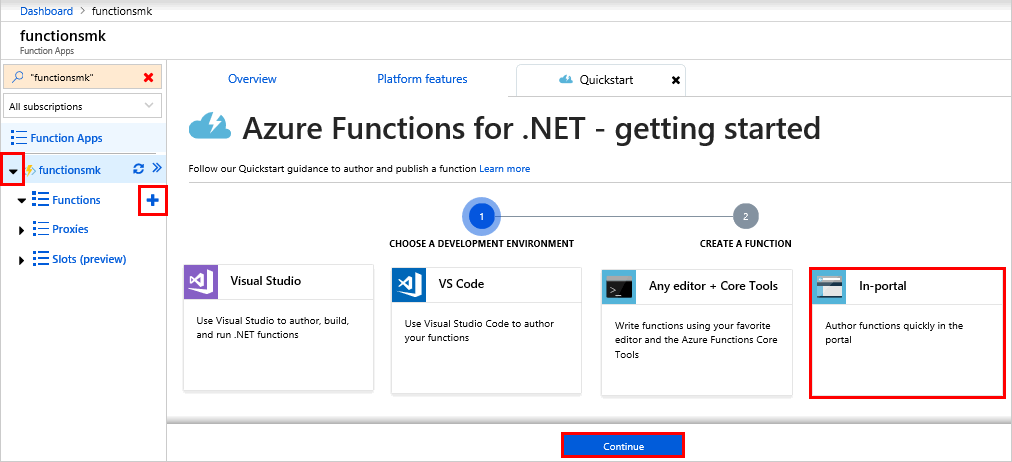 Dashboard > functionsmk
functionsmk
Function Apps
"functionsmk"
All subscriptions
Function Apps
functionsmk
Functions
Proxies
Slots (preview)
Overview
Platform features
Quickstart
Azure Functions for .NET - getting started
Follow our Quickstart guidance to author and publish a function Learn more
1
2
CHOOSE A DEVELOPMENT ENVIRONMENT
CREATE A FUNCTION
Visual Studio
Use Visual Studio to author, build,
and run .NET functions
VS Code
Use Visual Studio Code to author
your functions
Any editor + Core Tools
Write functions using your favorite
editor and the Azure Functions Core
Tools
In-portal
Author functions quickly in the
portal
Continue